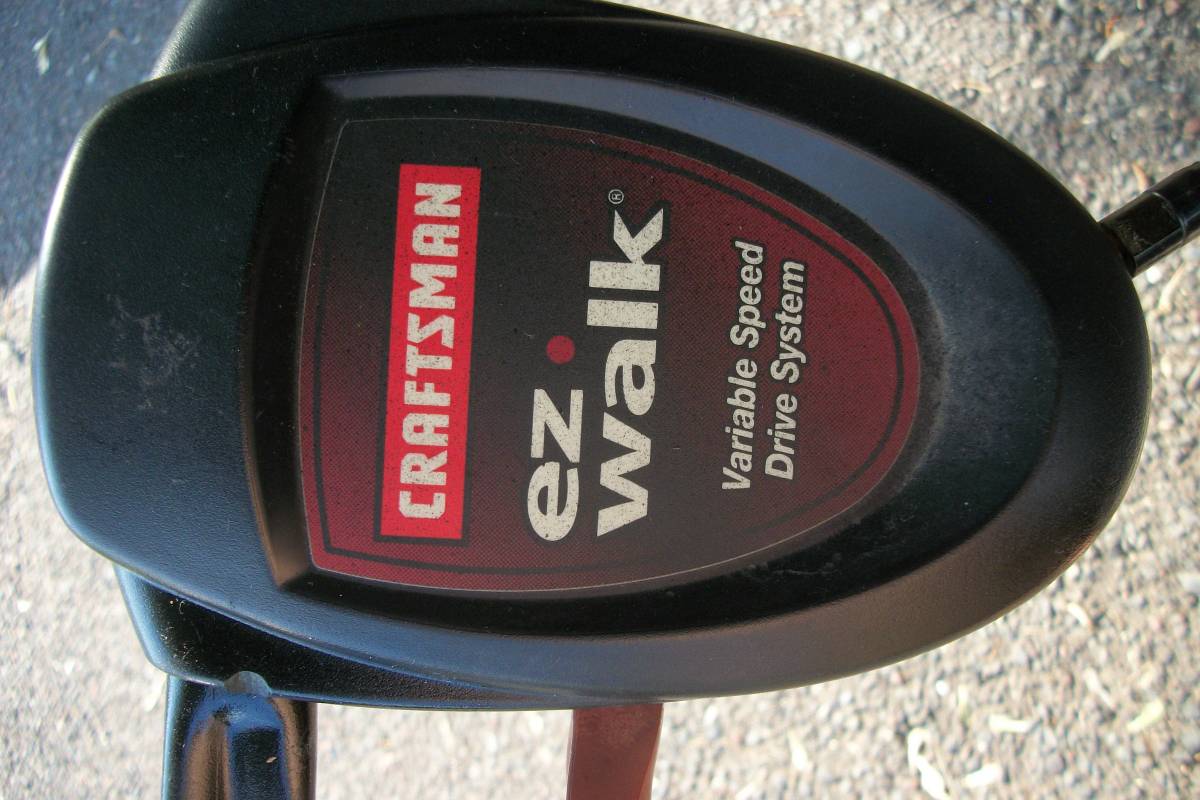 CRAFTSMAN
ez
walk®
Variable Speed
Drive System